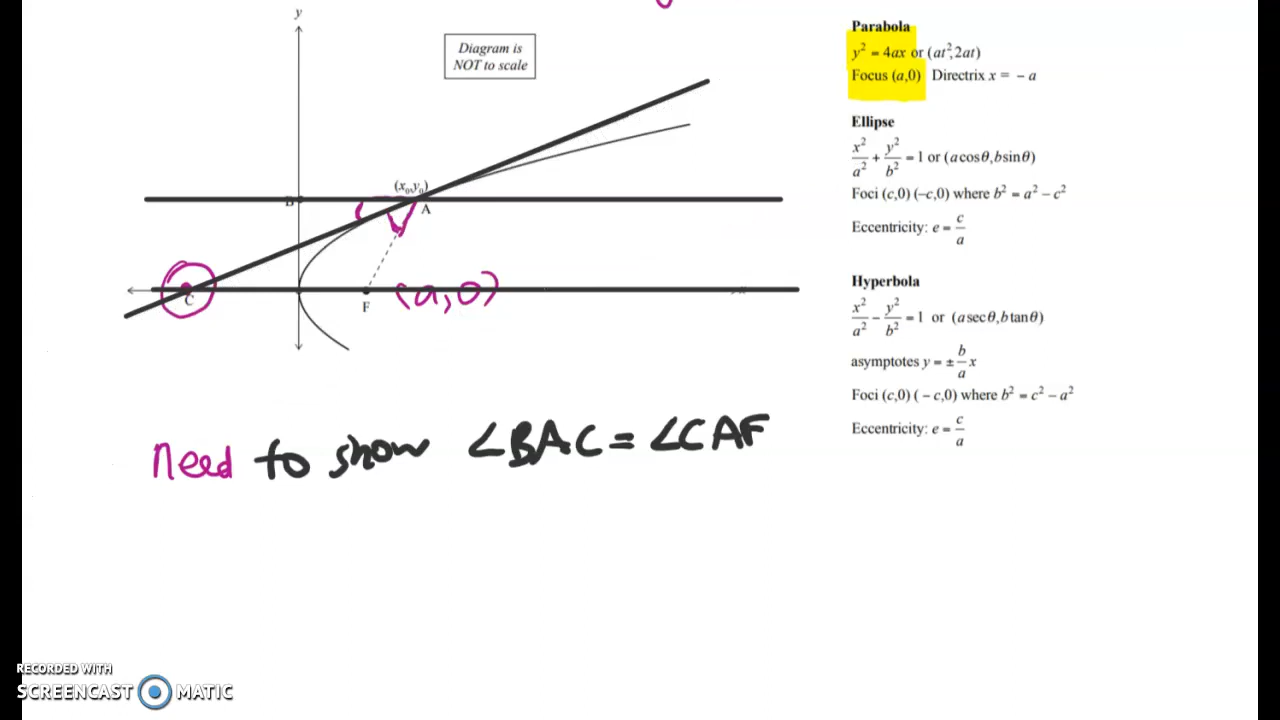 y
Diagram is
NOT to scale
(x₀,y₀)
B
A
C
F
(a,0)
need to show ∠BAC = ∠CAF
Parabola
y² = 4ax or (at²,2at)
Focus (a,0) Directrix x = − a
Ellipse
x²/a² + y²/b² = 1 or (a cosθ, b sinθ)
Foci (c,0) (−c,0) where b² = a² − c²
Eccentricity: e = c/a
Hyperbola
x²/a² − y²/b² = 1 or (a secθ, b tanθ)
asymptotes y = ± b/a x
Foci (c,0) ( − c,0) where b² = c² − a²
Eccentricity: e = c/a
RECORDED WITH
SCREENCAST MATIC